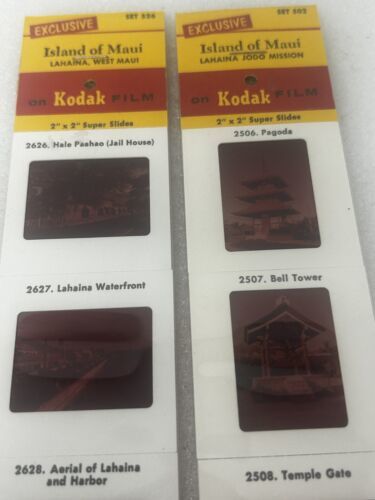 EXCLUSIVE
SET 526
Island of Maui
LAHAINA, WEST MAUI
on Kodak FILM
2" x 2" Super Slides
2626. Hale Paahao (Jail House)
2627. Lahaina Waterfront
2628. Aerial of Lahaina
and Harbor
EXCLUSIVE
SET 502
Island of Maui
LAHAINA JODO MISSION
on Kodak FILM
2" x 2" Super Slides
2506. Pagoda
2507. Bell Tower
2508. Temple Gate